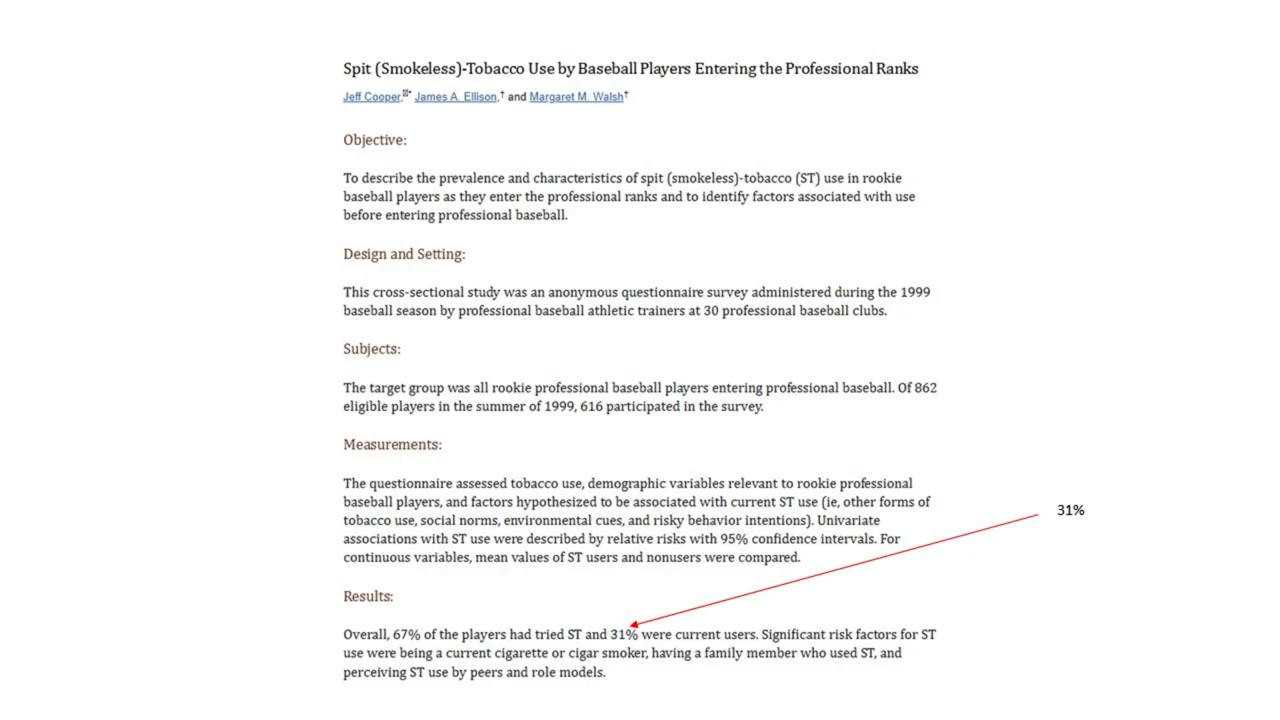 Spit (Smokeless)-Tobacco Use by Baseball Players Entering the Professional Ranks
Jeff Cooper,* James A. Ellison,† and Margaret M. Walsh†
Objective:
To describe the prevalence and characteristics of spit (smokeless)-tobacco (ST) use in rookie
baseball players as they enter the professional ranks and to identify factors associated with use
before entering professional baseball.
Design and Setting:
This cross-sectional study was an anonymous questionnaire survey administered during the 1999
baseball season by professional baseball athletic trainers at 30 professional baseball clubs.
Subjects:
The target group was all rookie professional baseball players entering professional baseball. Of 862
eligible players in the summer of 1999, 616 participated in the survey.
Measurements:
The questionnaire assessed tobacco use, demographic variables relevant to rookie professional
baseball players, and factors hypothesized to be associated with current ST use (ie, other forms of
tobacco use, social norms, environmental cues, and risky behavior intentions). Univariate
associations with ST use were described by relative risks with 95% confidence intervals. For
continuous variables, mean values of ST users and nonusers were compared.
31%
Results:
Overall, 67% of the players had tried ST and 31% were current users. Significant risk factors for ST
use were being a current cigarette or cigar smoker, having a family member who used ST, and
perceiving ST use by peers and role models.